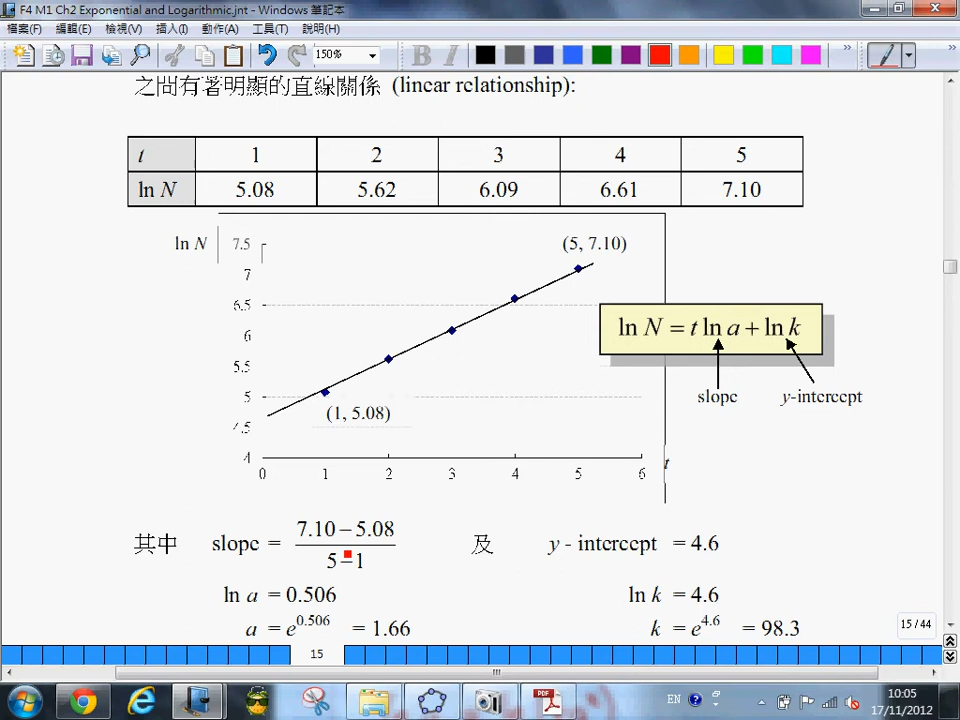 F4 M1 Ch2 Exponential and Logarithmic.jnt - Windows 筆記本
檔案(F) 編輯(E) 檢視(V) 插入(I) 動作(A) 工具(T) 說明(H)
150% B I
之間有著明顯的直線關係 (linear relationship):
t 1 2 3 4 5
ln N 5.08 5.62 6.09 6.61 7.10
ln N
(5, 7.10)
7.5
7
6.5
6
5.5
5
4.5
4
(1, 5.08)
0 1 2 3 4 5 6
t
ln N = t ln a + ln k
slope y-intercept
其中 slope = (7.10 − 5.08)/(5 − 1) 及 y - intercept = 4.6
ln a = 0.506 ln k = 4.6
a = e^0.506 = 1.66 k = e^4.6 = 98.3
15 / 44
15
EN
10:05
17/11/2012
PDF